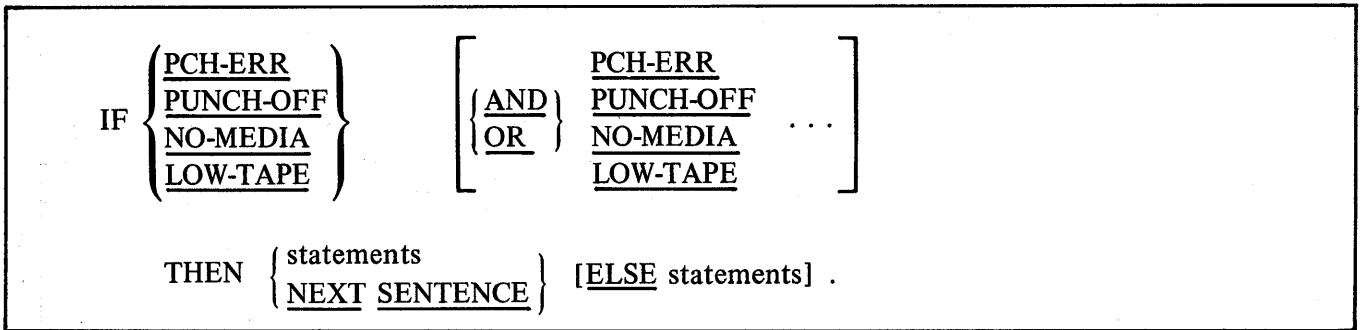 PCH-ERR PCH-ERR
PUNCH-OFF AND PUNCH-OFF
IF . . .
NO-MEDIA OR NO-MEDIA
LOW-TAPE LOW-TAPE
statements
THEN [ELSE statements] .
NEXT SENTENCE